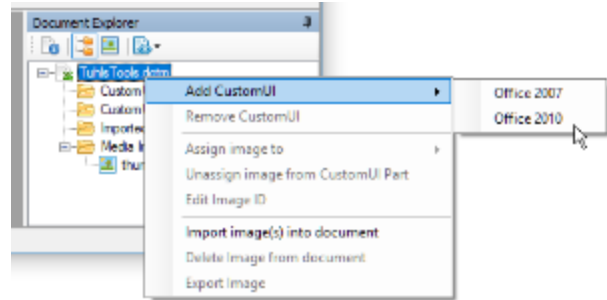 Document Explorer
Tuhls Tools.dotm
Add CustomUI
Office 2007
Custom
Remove CustomUI
Office 2010
Custom
Imported
Assign image to
Media I
Unassign image from CustomUI Part
thu
Edit Image ID
Import image(s) into document
Delete Image from document
Export Image